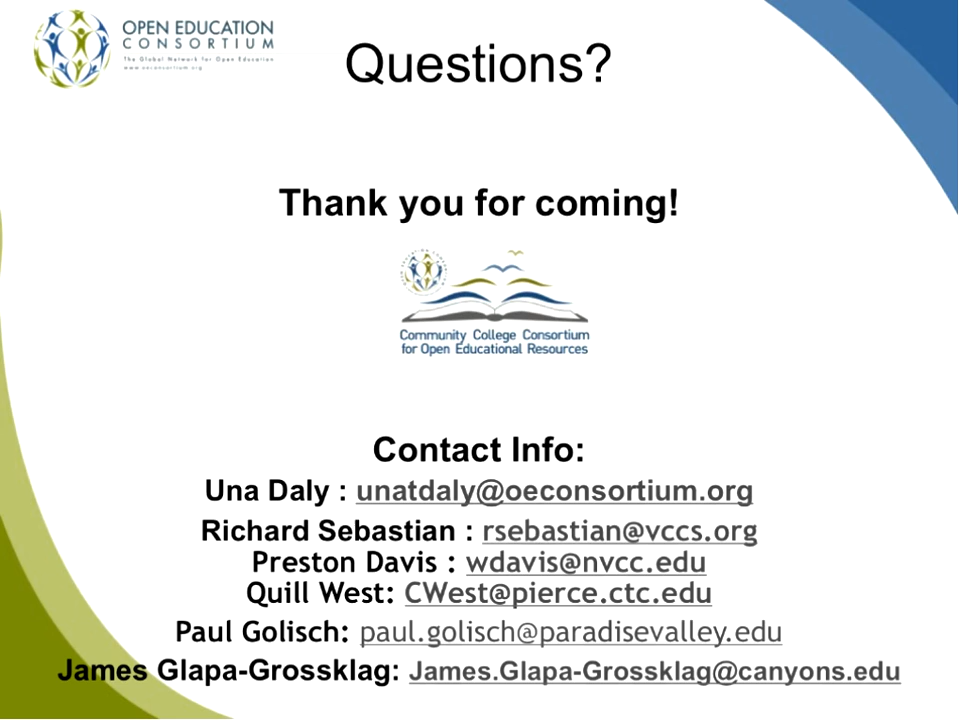 OPEN EDUCATION
CONSORTIUM
The Global Network for Open Education
www.oeconsortium.org
Questions?
Thank you for coming!
Community College Consortium
for Open Educational Resources
Contact Info:
Una Daly : unatdaly@oeconsortium.org
Richard Sebastian : rsebastian@vccs.org
Preston Davis : wdavis@nvcc.edu
Quill West: CWest@pierce.ctc.edu
Paul Golisch: paul.golisch@paradisevalley.edu
James Glapa-Grossklag: James.Glapa-Grossklag@canyons.edu